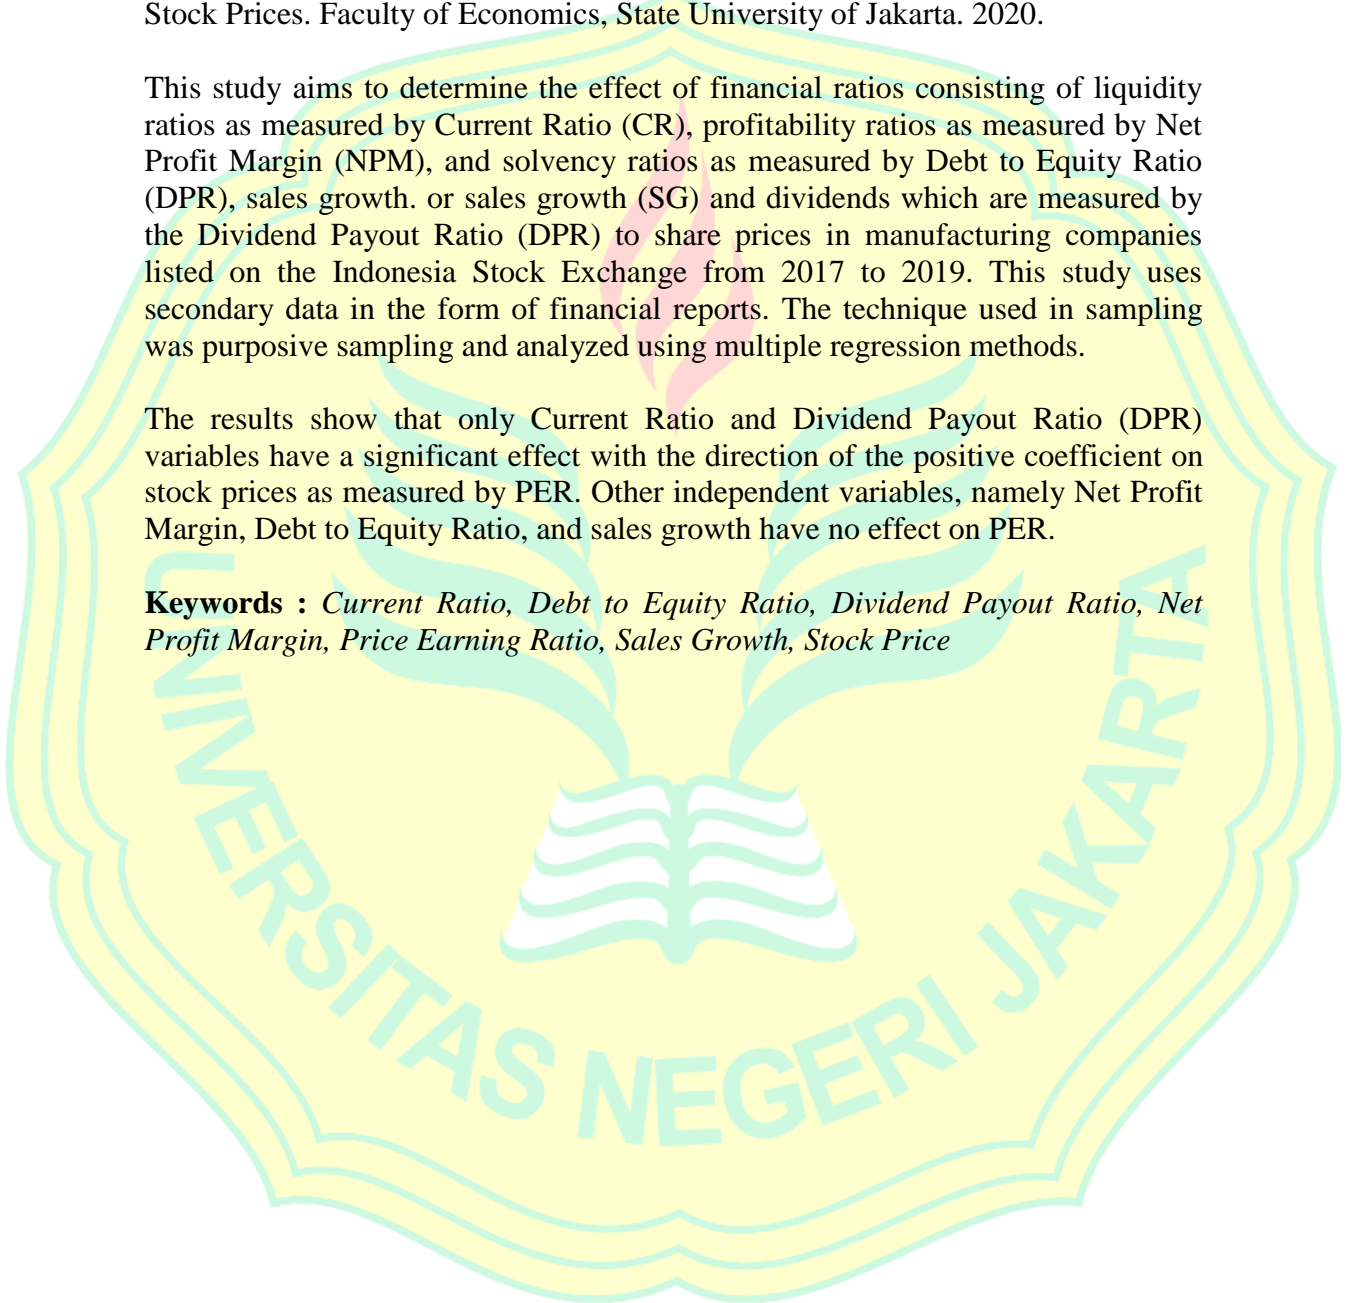 Stock Prices. Faculty of Economics, State University of Jakarta. 2020.
This study aims to determine the effect of financial ratios consisting of liquidity
ratios as measured by Current Ratio (CR), profitability ratios as measured by Net
Profit Margin (NPM), and solvency ratios as measured by Debt to Equity Ratio
(DPR), sales growth. or sales growth (SG) and dividends which are measured by
the Dividend Payout Ratio (DPR) to share prices in manufacturing companies
listed on the Indonesia Stock Exchange from 2017 to 2019. This study uses
secondary data in the form of financial reports. The technique used in sampling
was purposive sampling and analyzed using multiple regression methods.
The results show that only Current Ratio and Dividend Payout Ratio (DPR)
variables have a significant effect with the direction of the positive coefficient on
stock prices as measured by PER. Other independent variables, namely Net Profit
Margin, Debt to Equity Ratio, and sales growth have no effect on PER.
Keywords : Current Ratio, Debt to Equity Ratio, Dividend Payout Ratio, Net
Profit Margin, Price Earning Ratio, Sales Growth, Stock Price
UNIVERSITAS NEGERI JAKARTA